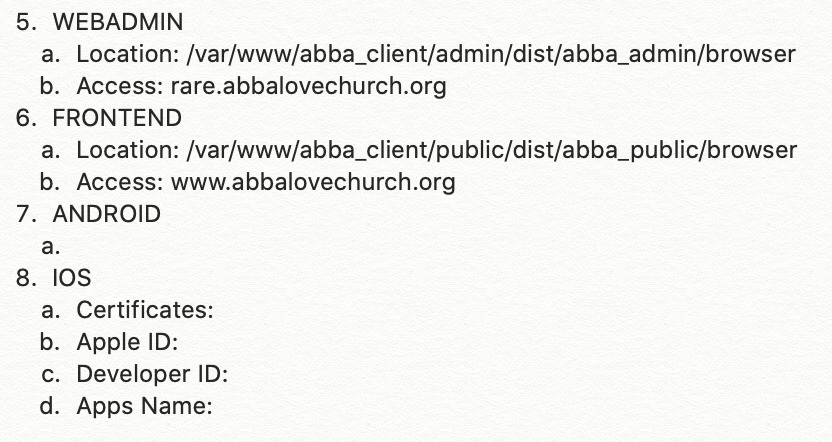 5. WEBADMIN
a. Location: /var/www/abba_client/admin/dist/abba_admin/browser
b. Access: rare.abbalovechurch.org
6. FRONTEND
a. Location: /var/www/abba_client/public/dist/abba_public/browser
b. Access: www.abbalovechurch.org
7. ANDROID
a.
8. IOS
a. Certificates:
b. Apple ID:
c. Developer ID:
d. Apps Name: